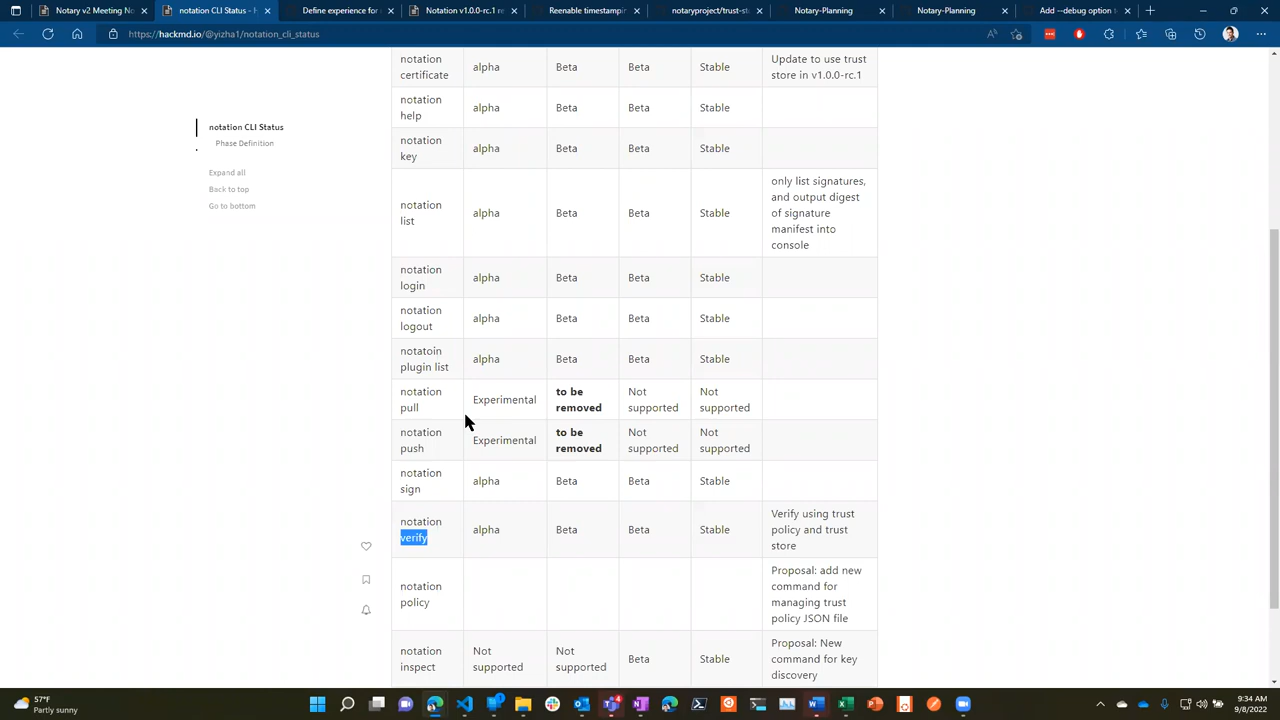 Notary v2 Meeting No
notation CLI Status - H
Define experience for
Notation v1.0.0-rc.1 re
Reenable timestampin
notaryproject/trust-sto
Notary-Planning
Notary-Planning
Add --debug option s
https://hackmd.io/@yizha1/notation_cli_status
notation CLI Status
Phase Definition
Expand all
Back to top
Go to bottom
notation
certificate
alpha
Beta
Beta
Stable
Update to use trust
store in v1.0.0-rc.1
notation
help
alpha
Beta
Beta
Stable
notation
key
alpha
Beta
Beta
Stable
notation
list
alpha
Beta
Beta
Stable
only list signatures,
and output digest
of signature
manifest into
console
notation
login
alpha
Beta
Beta
Stable
notation
logout
alpha
Beta
Beta
Stable
notatoin
plugin list
alpha
Beta
Beta
Stable
notation
pull
Experimental
to be
removed
Not
supported
Not
supported
notation
push
Experimental
to be
removed
Not
supported
Not
supported
notation
sign
alpha
Beta
Beta
Stable
notation
verify
alpha
Beta
Beta
Stable
Verify using trust
policy and trust
store
notation
policy
Proposal: add new
command for
managing trust
policy JSON file
notation
inspect
Not
supported
Not
supported
Beta
Stable
Proposal: New
command for key
discovery
57°F
Partly sunny
9:34 AM
9/8/2022